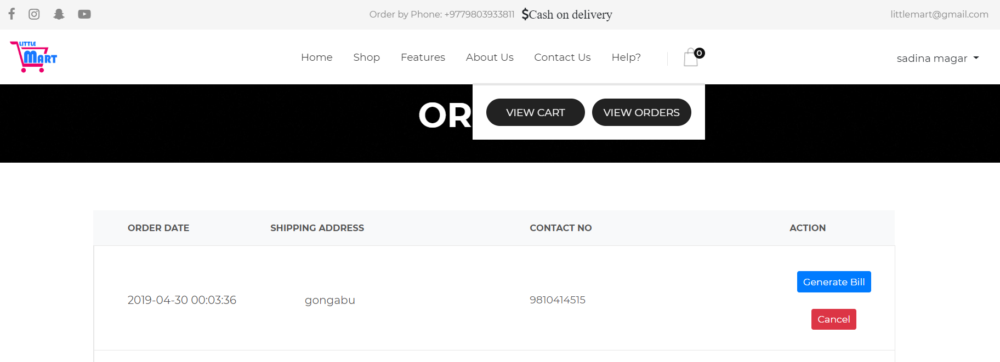 Order by Phone: +9779803933811 $Cash on delivery littlemart@gmail.com
LITTLE
MART
Home Shop Features About Us Contact Us Help? 0 sadina magar
OR VIEW CART VIEW ORDERS
ORDER DATE SHIPPING ADDRESS CONTACT NO ACTION
Generate Bill
2019-04-30 00:03:36 gongabu 9810414515
Cancel